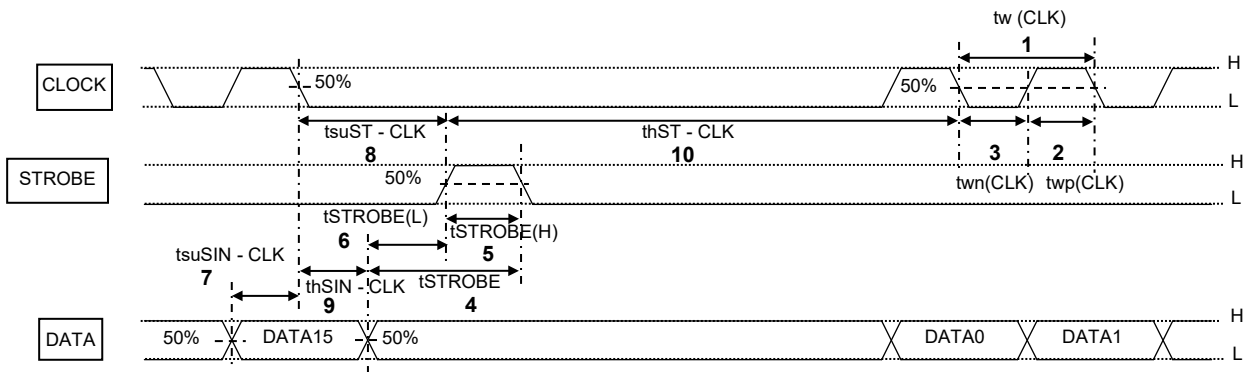 tw (CLK)
1
H
CLOCK
50%
50%
L
tsuST - CLK
thST - CLK
8
10
3
2
H
STROBE
50%
twn(CLK)
twp(CLK)
L
tSTROBE(L)
tSTROBE(H)
6
5
tsuSIN - CLK
7
thSIN - CLK
tSTROBE
9
4
H
DATA
50%
DATA15
50%
DATA0
DATA1
L